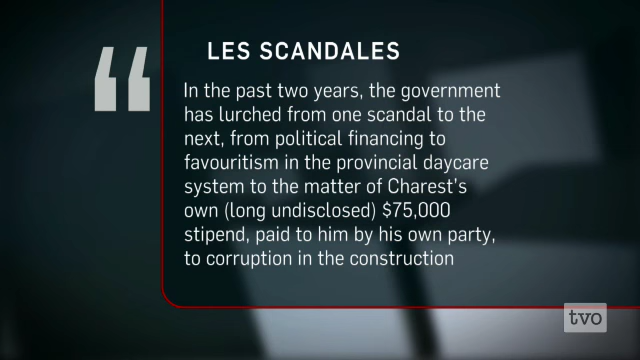 LES SCANDALES
In the past two years, the government
has lurched from one scandal to the
next, from political financing to
favouritism in the provincial daycare
system to the matter of Charest's
own (long undisclosed) $75,000
stipend, paid to him by his own party,
to corruption in the construction
tvo